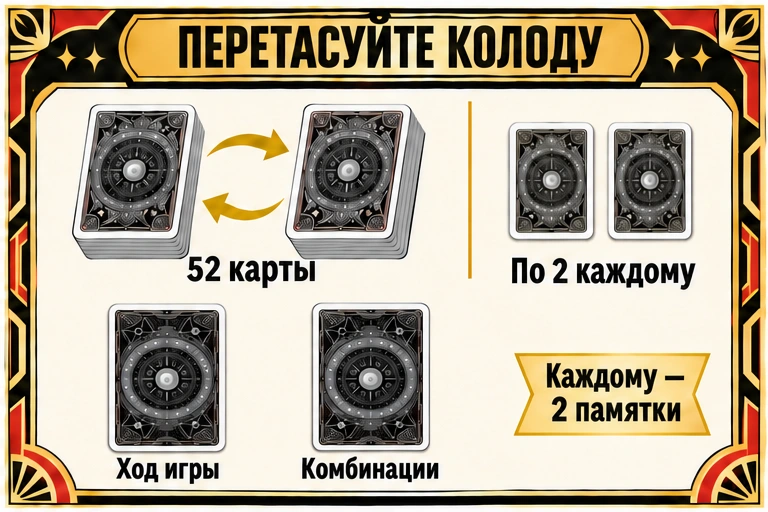 ПЕРЕТАСУЙТЕ КОЛОДУ
52 карты
По 2 каждому
Каждому —
2 памятки
Ход игры
Комбинации